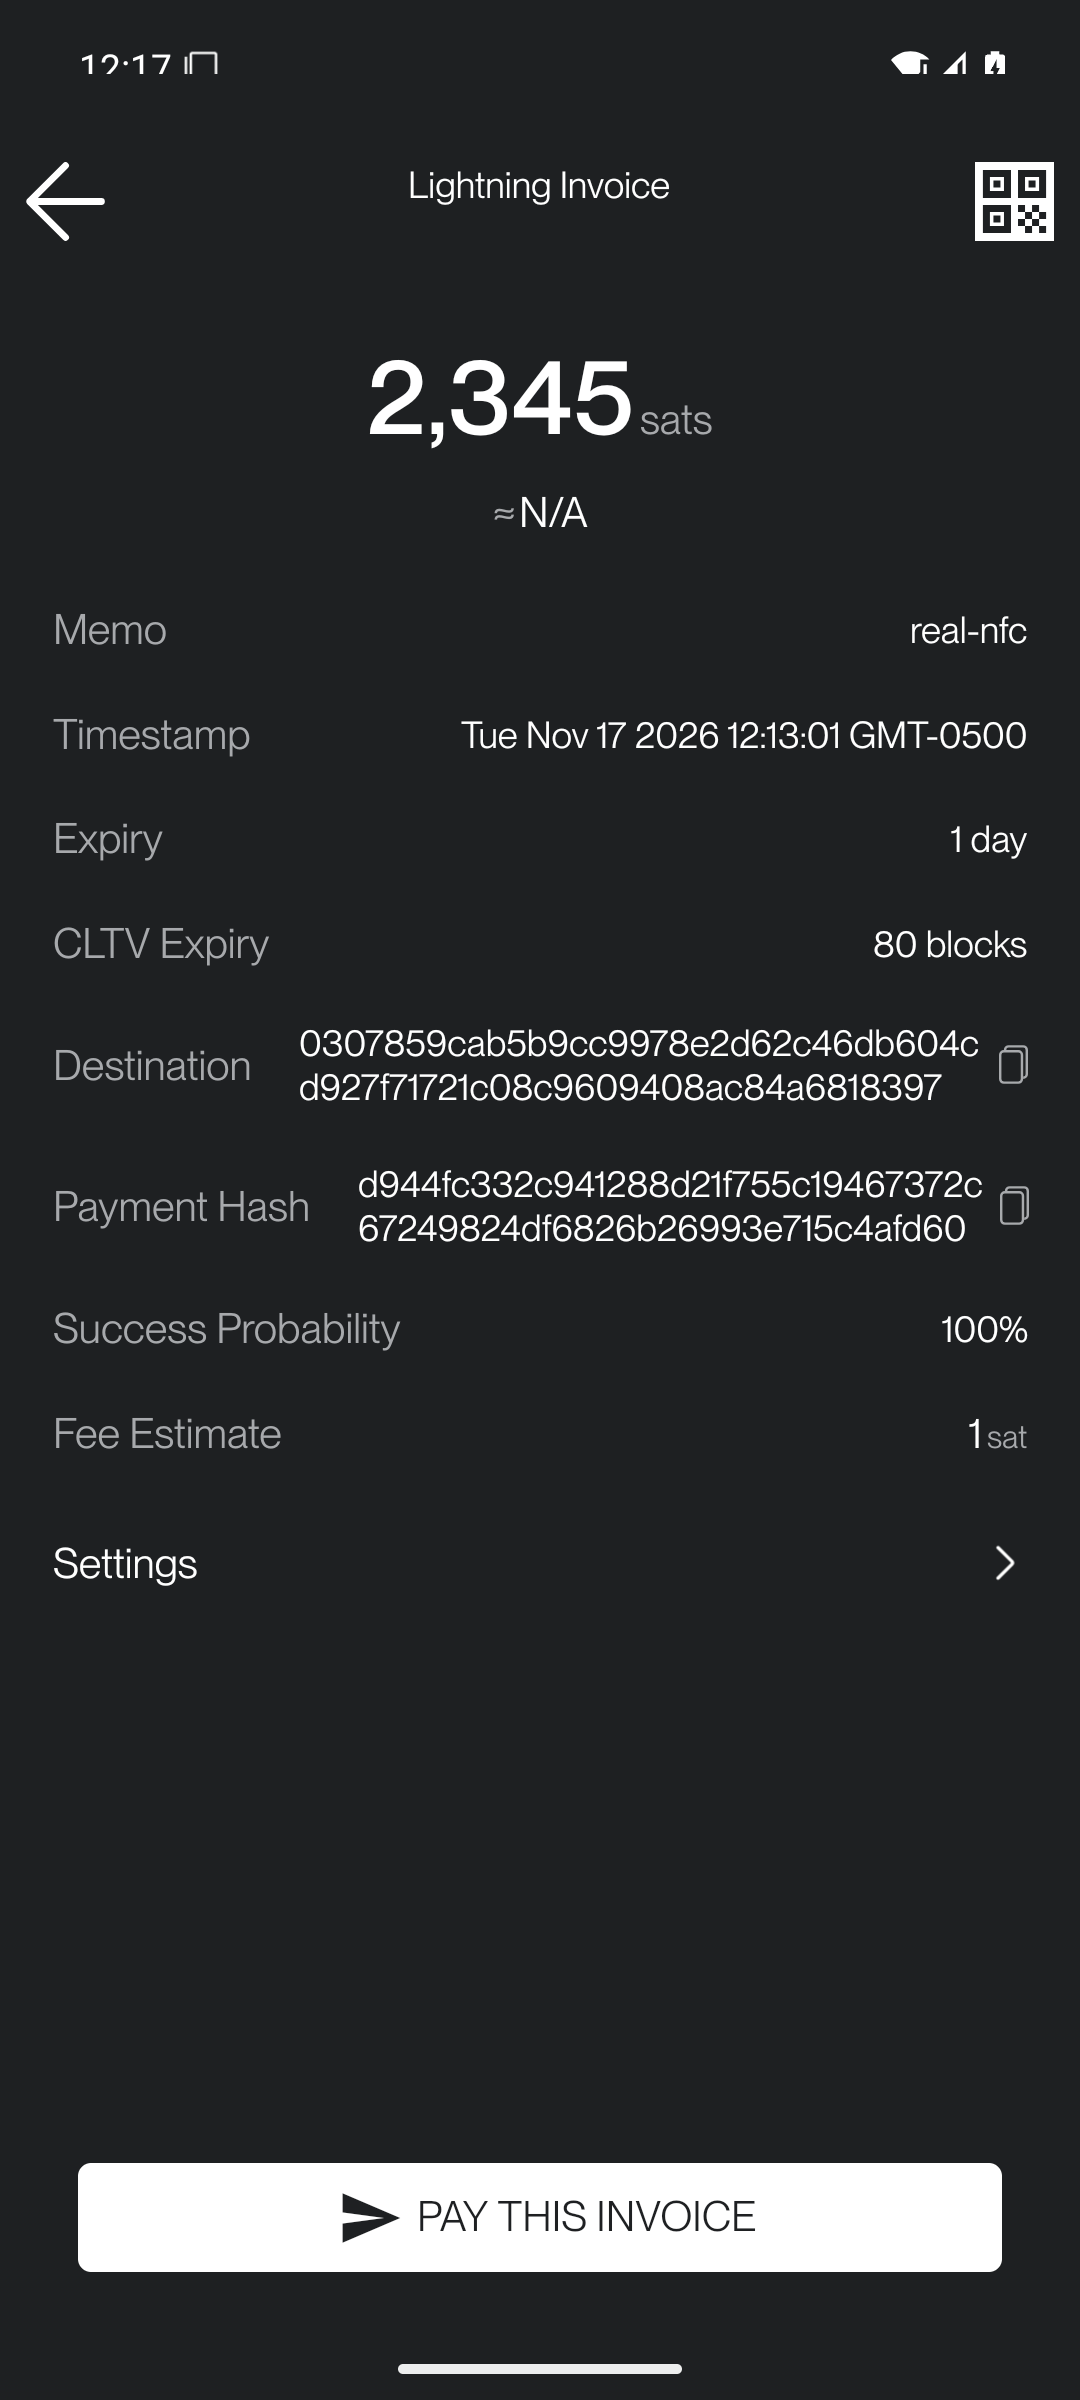 12:17
Lightning Invoice
2,345 sats
≈N/A
Memo real-nfc
Timestamp Tue Nov 17 2026 12:13:01 GMT-0500
Expiry 1 day
CLTV Expiry 80 blocks
Destination 0307859cab5b9cc9978e2d62c46db604c
d927f71721c08c9609408ac84a6818397
Payment Hash d944fc332c941288d21f755c19467372c
67249824df6826b26993e715c4afd60
Success Probability 100%
Fee Estimate 1 sat
Settings
PAY THIS INVOICE